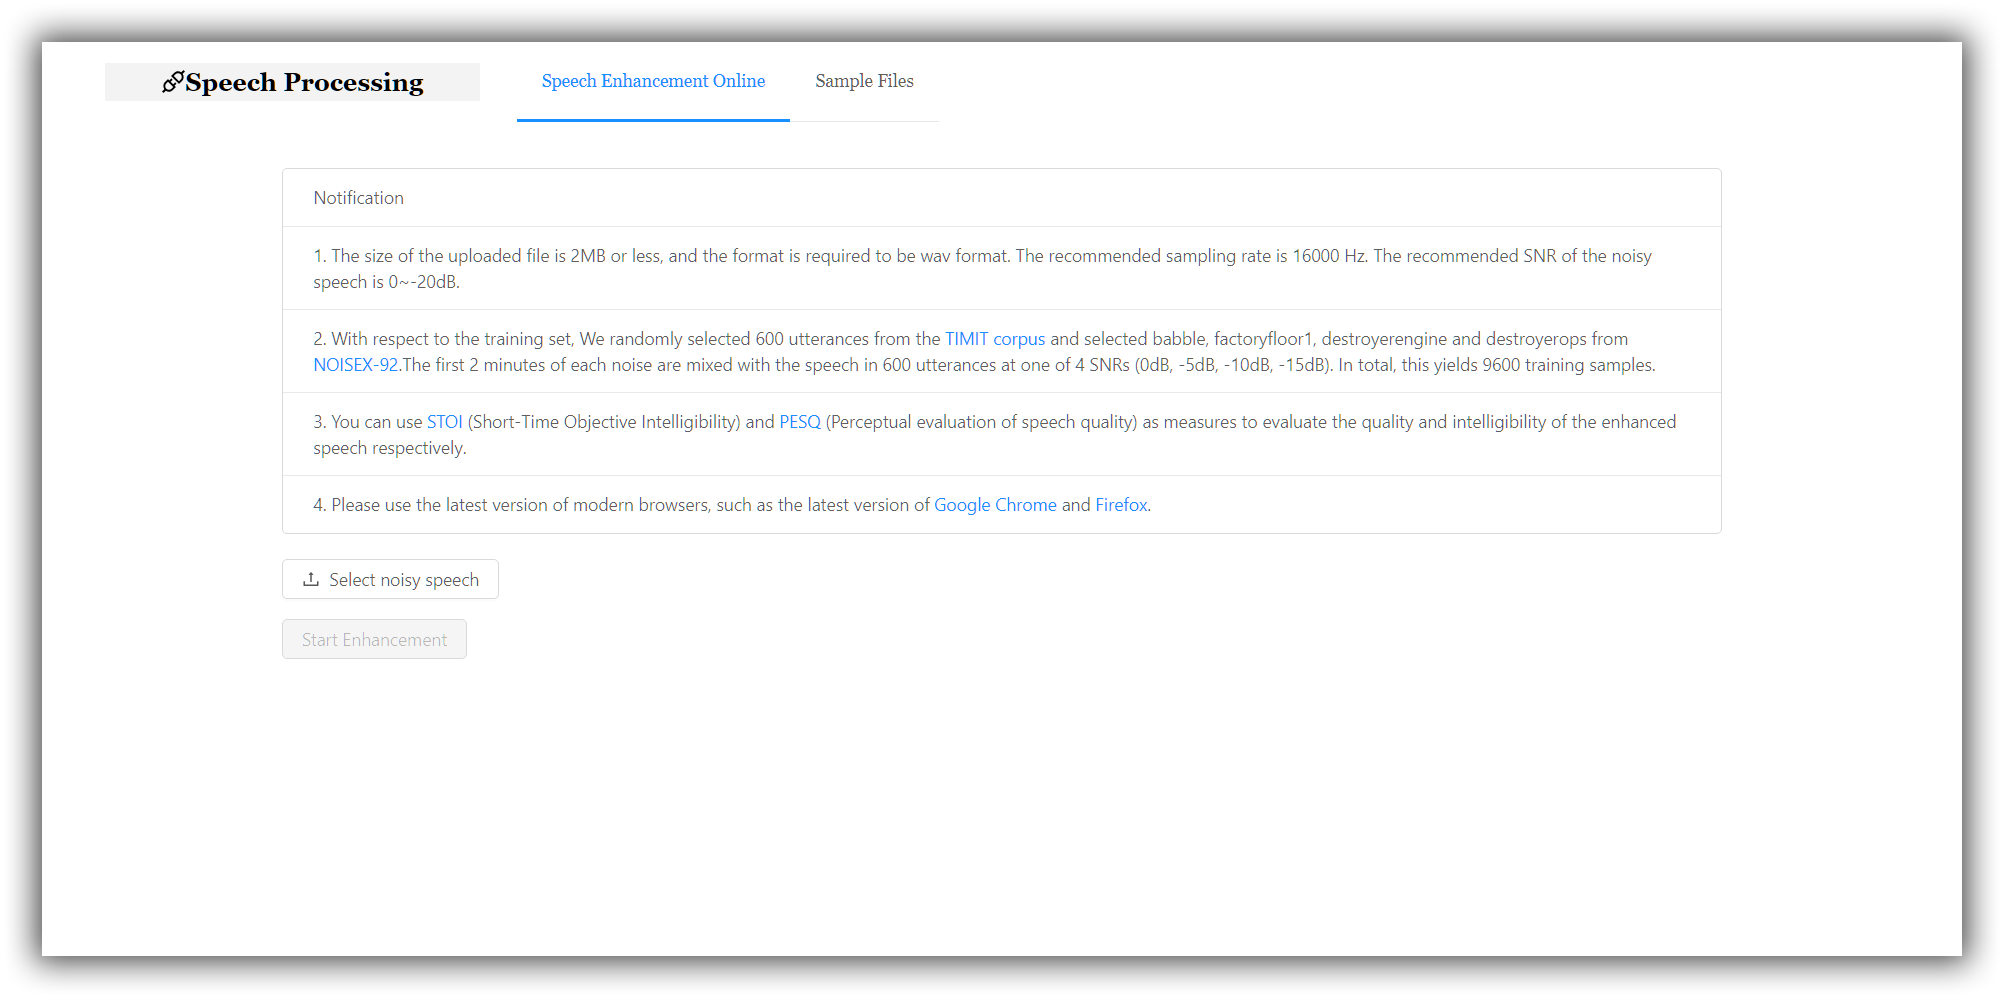 Speech Processing
Speech Enhancement Online
Sample Files
Notification
1. The size of the uploaded file is 2MB or less, and the format is required to be wav format. The recommended sampling rate is 16000 Hz. The recommended SNR of the noisy
speech is 0~-20dB.
2. With respect to the training set, We randomly selected 600 utterances from the TIMIT corpus and selected babble, factoryfloor1, destroyerengine and destroyerops from
NOISEX-92.The first 2 minutes of each noise are mixed with the speech in 600 utterances at one of 4 SNRs (0dB, -5dB, -10dB, -15dB). In total, this yields 9600 training samples.
3. You can use STOI (Short-Time Objective Intelligibility) and PESQ (Perceptual evaluation of speech quality) as measures to evaluate the quality and intelligibility of the enhanced
speech respectively.
4. Please use the latest version of modern browsers, such as the latest version of Google Chrome and Firefox.
Select noisy speech
Start Enhancement